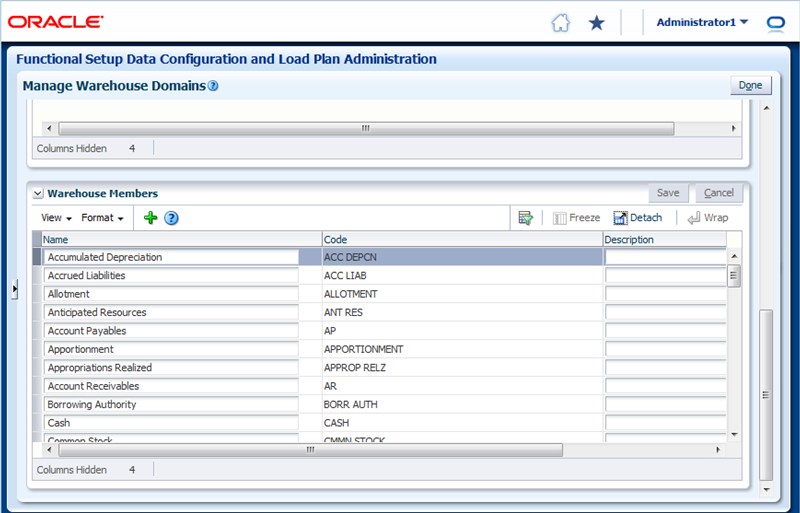 ORACLE
Administrator1
Functional Setup Data Configuration and Load Plan Administration
Manage Warehouse Domains
Done
Columns Hidden 4
Warehouse Members
Save Cancel
View Format Freeze Detach Wrap
Name Code Description
Accumulated Depreciation ACC DEPCN
Accrued Liabilities ACC LIAB
Allotment ALLOTMENT
Anticipated Resources ANT RES
Account Payables AP
Apportionment APPORTIONMENT
Appropriations Realized APPROP RELZ
Account Receivables AR
Borrowing Authority BORR AUTH
Cash CASH
Common Stock CMMN STOCK
Columns Hidden 4